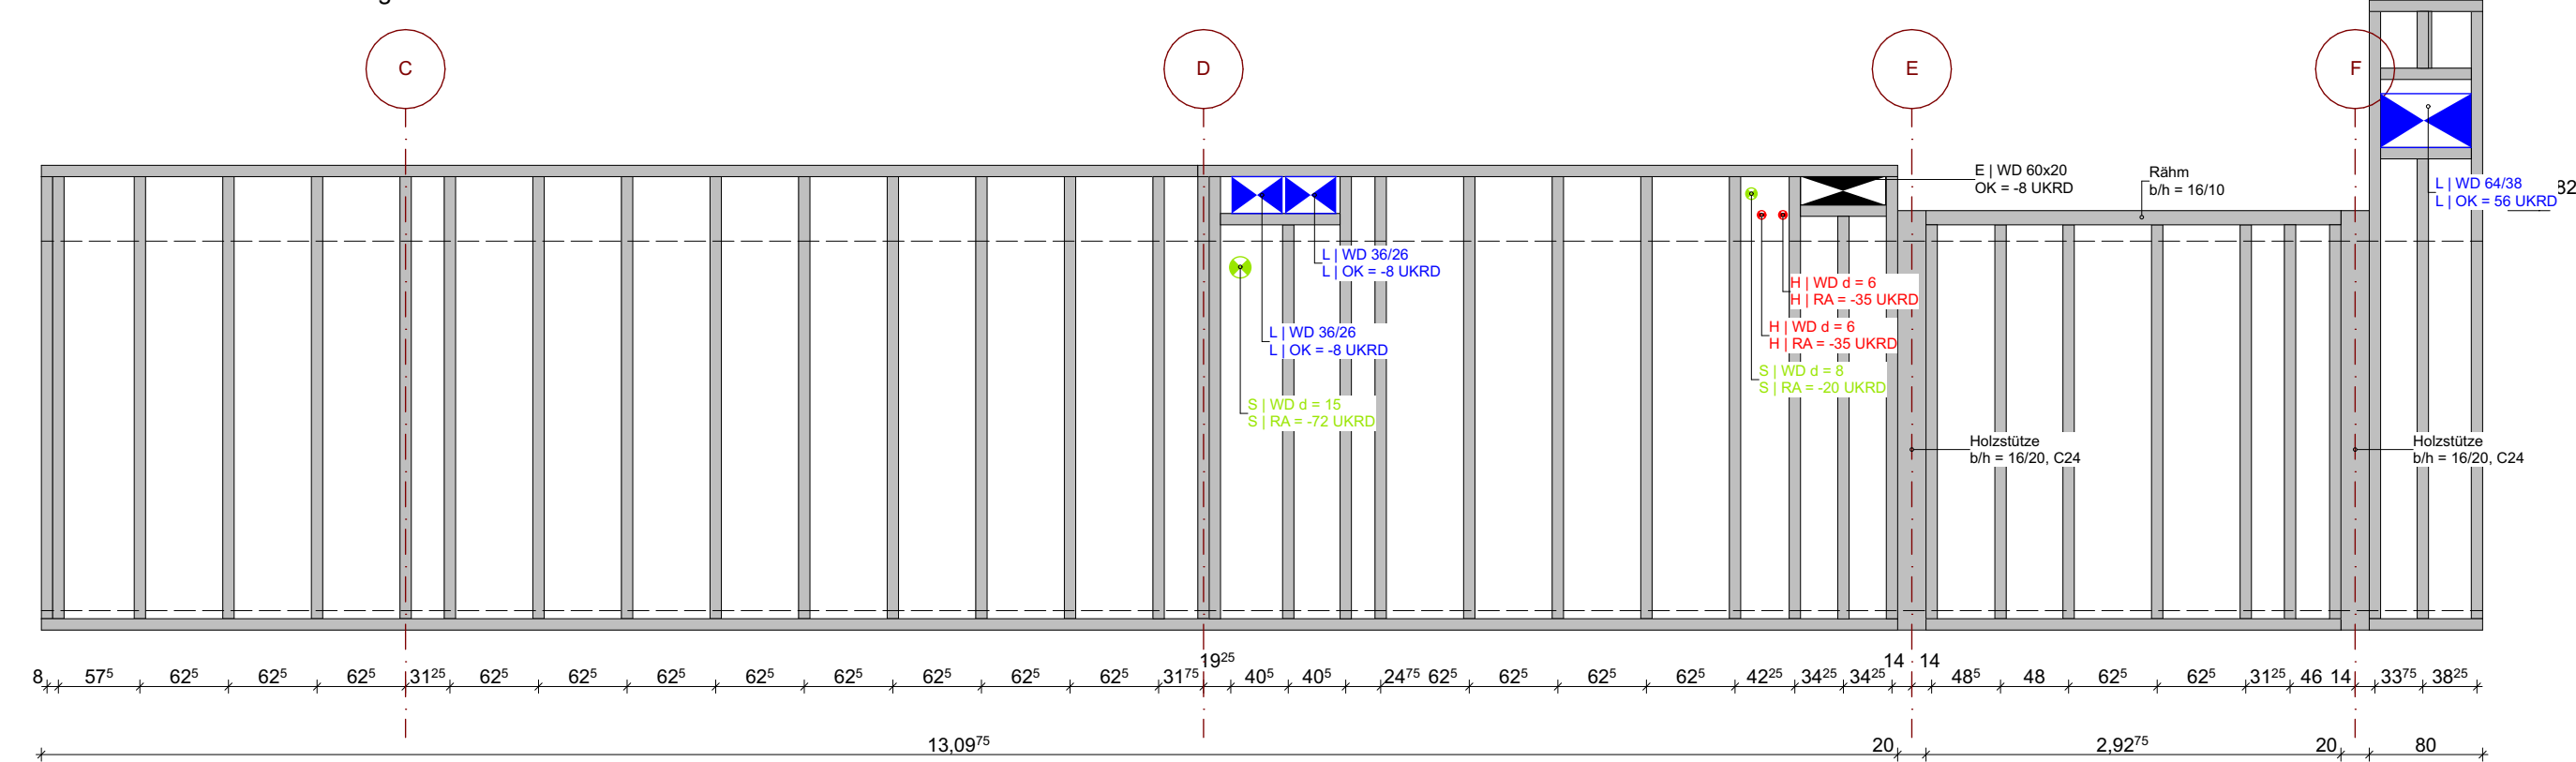 C
D
E
F
E | WD 60x20
OK = -8 UKRD
Rähm
b/h = 16/10
L | WD 64/38
L | OK = 56 UKRD
82
L | WD 36/26
L | OK = -8 UKRD
H | WD d = 6
H | RA = -35 UKRD
L | WD 36/26
L | OK = -8 UKRD
H | WD d = 6
H | RA = -35 UKRD
S | WD d = 8
S | RA = -20 UKRD
S | WD d = 15
S | RA = -72 UKRD
Holzstütze
b/h = 16/20, C24
Holzstütze
b/h = 16/20, C24
19²⁵ 14 14
8 57⁵ 62⁵ 62⁵ 62⁵ 31²⁵ 62⁵ 62⁵ 62⁵ 62⁵ 62⁵ 62⁵ 62⁵ 62⁵ 31⁷⁵ 40⁵ 40⁵ 24⁷⁵ 62⁵ 62⁵ 62⁵ 62⁵ 42²⁵ 34²⁵ 34²⁵ 48⁵ 48 62⁵ 62⁵ 31²⁵ 46 14 33⁷⁵ 38²⁵
13,09⁷⁵ 20 2,92⁷⁵ 20 80